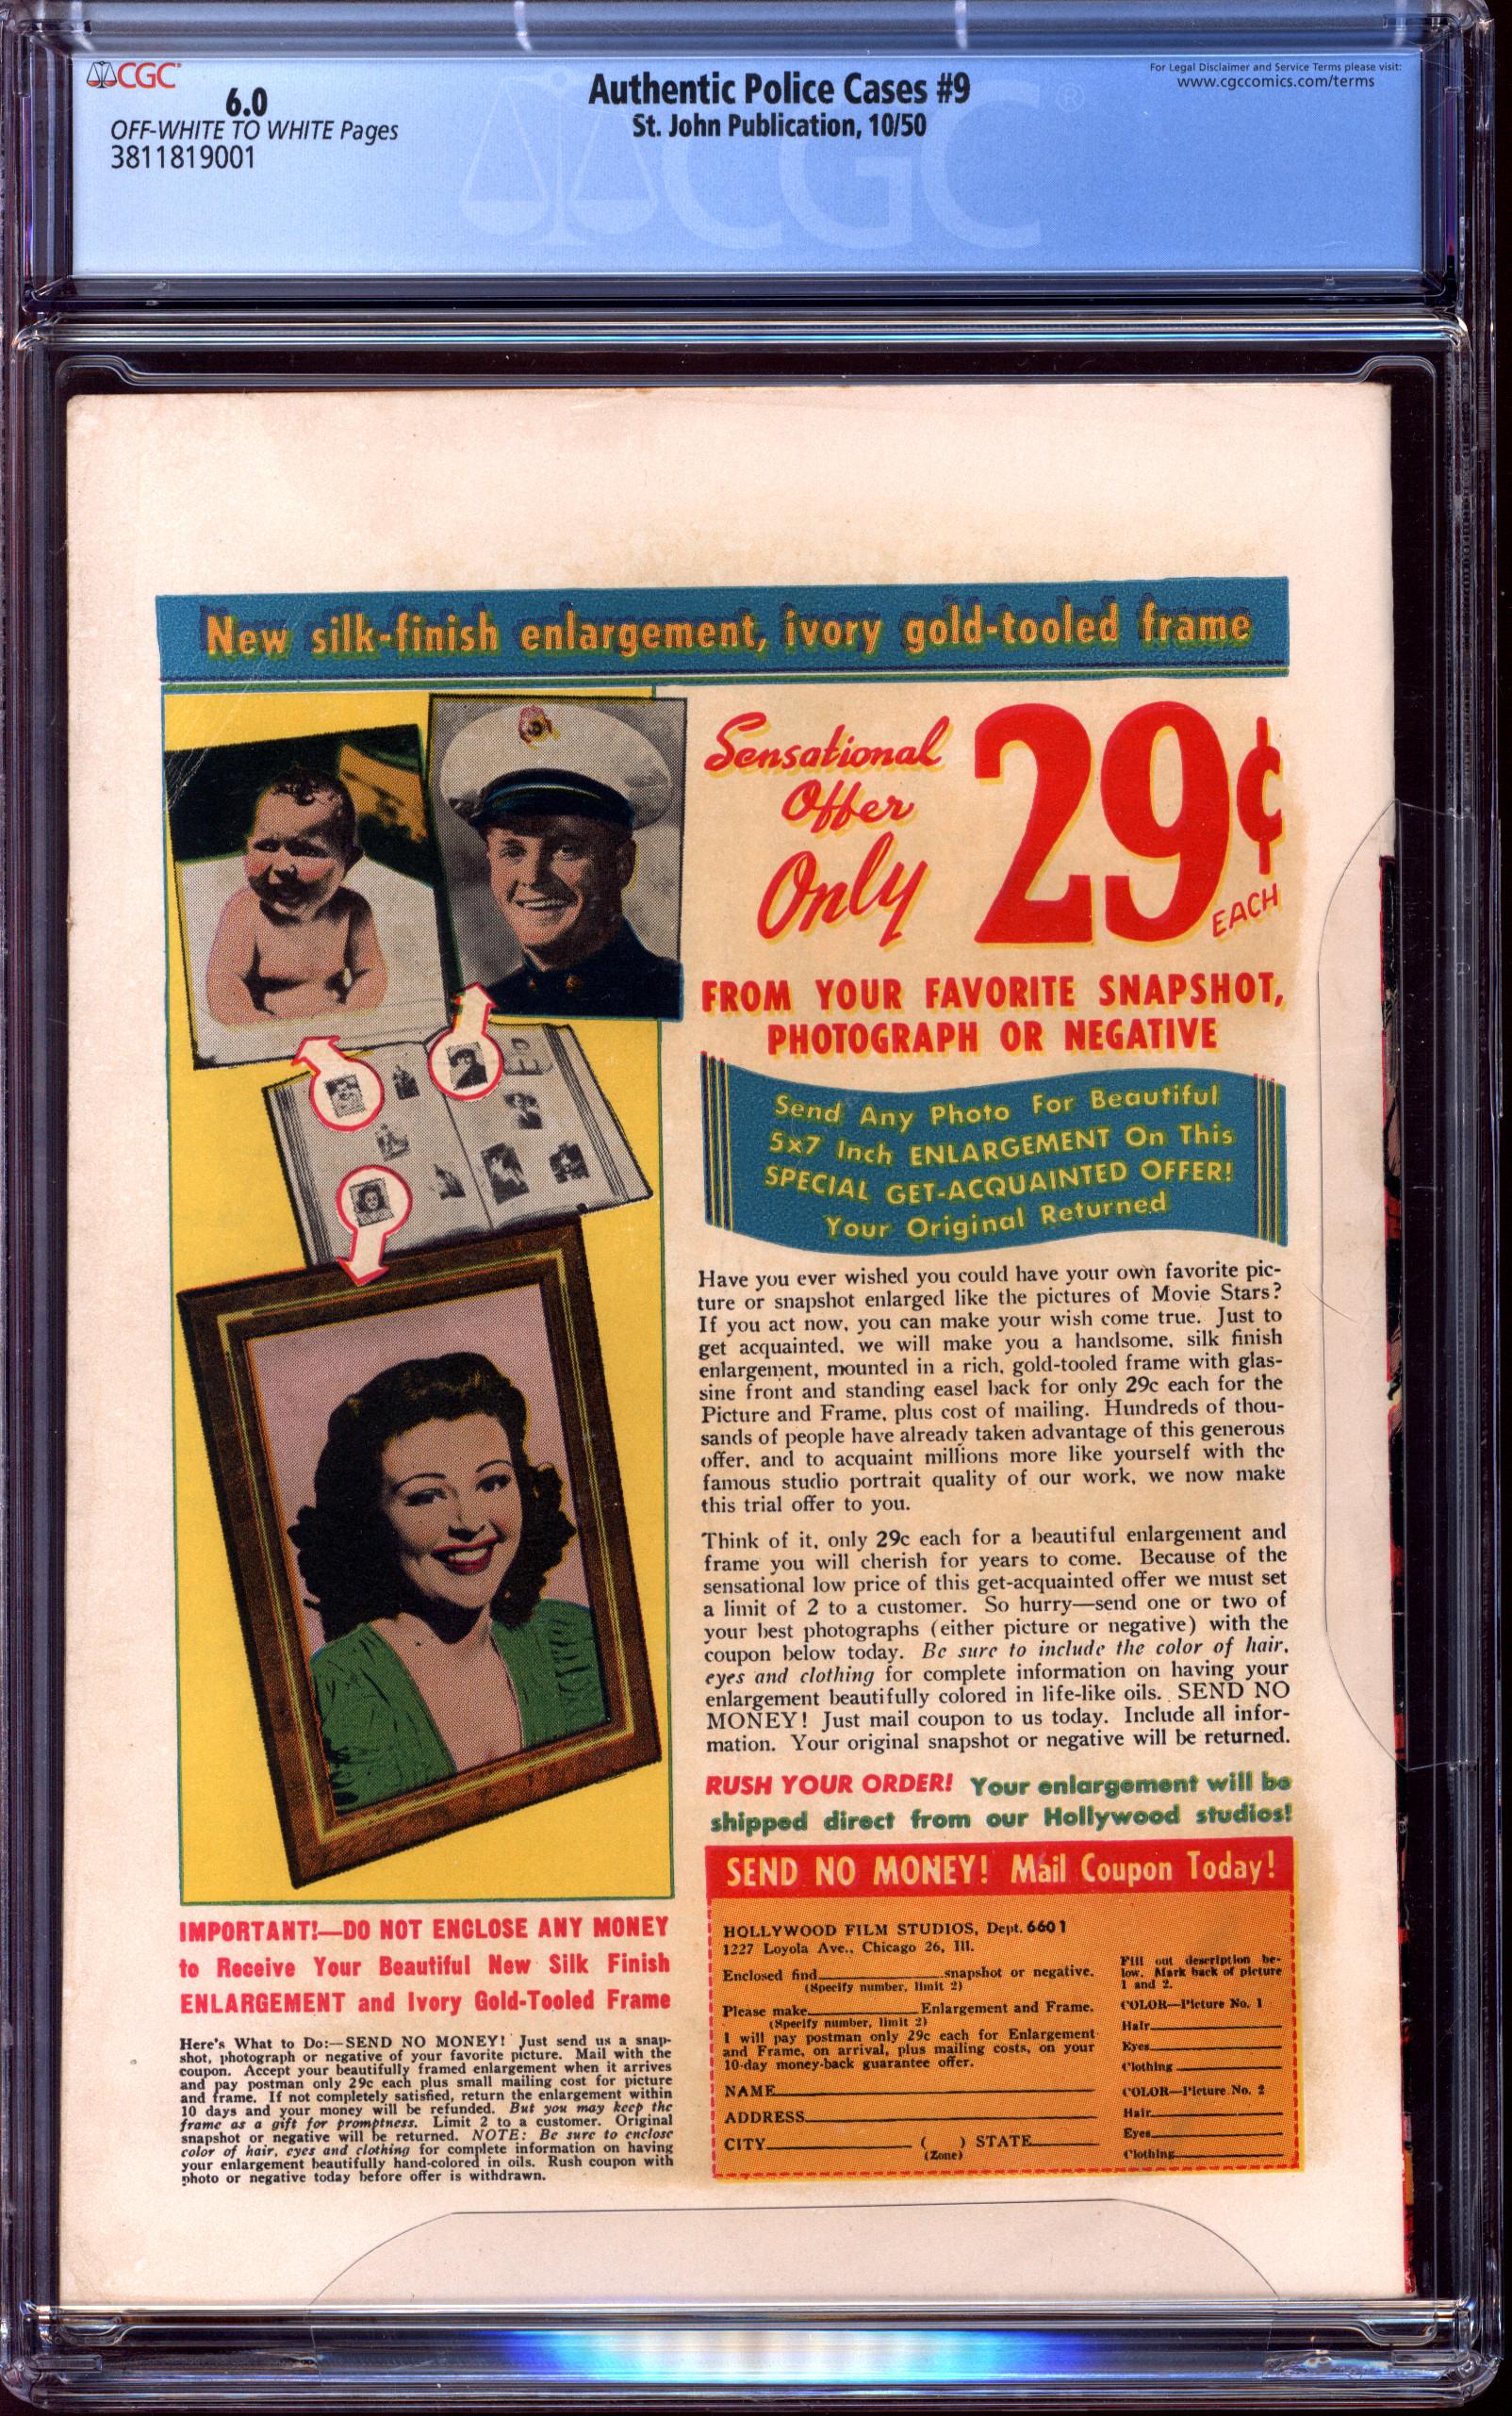 CGC
6.0
OFF-WHITE TO WHITE Pages
3811819001
Authentic Police Cases #9
St. John Publication, 10/50
For Legal Disclaimer and Service Terms please visit:
www.cgccomics.com/terms
CGC®
New silk-finish enlargement, ivory gold-tooled frame
Sensational
Offer
Only
29¢
EACH
FROM YOUR FAVORITE SNAPSHOT,
PHOTOGRAPH OR NEGATIVE
Send Any Photo For Beautiful
5x7 Inch ENLARGEMENT On This
SPECIAL GET-ACQUAINTED OFFER!
Your Original Returned
Have you ever wished you could have your own favorite pic-
ture or snapshot enlarged like the pictures of Movie Stars?
If you act now, you can make your wish come true. Just to
get acquainted, we will make you a handsome, silk finish
enlargement, mounted in a rich, gold-tooled frame with glas-
sine front and standing easel back for only 29c each for the
Picture and Frame, plus cost of mailing. Hundreds of thou-
sands of people have already taken advantage of this generous
offer, and to acquaint millions more like yourself with the
famous studio portrait quality of our work, we now make
this trial offer to you.
Think of it, only 29c each for a beautiful enlargement and
frame you will cherish for years to come. Because of the
sensational low price of this get-acquainted offer we must set
a limit of 2 to a customer. So hurry—send one or two of
your best photographs (either picture or negative) with the
coupon below today. Be sure to include the color of hair,
eyes and clothing for complete information on having your
enlargement beautifully colored in life-like oils. SEND NO
MONEY! Just mail coupon to us today. Include all infor-
mation. Your original snapshot or negative will be returned.
RUSH YOUR ORDER! Your enlargement will be
shipped direct from our Hollywood studios!
IMPORTANT!—DO NOT ENCLOSE ANY MONEY
to Receive Your Beautiful New Silk Finish
ENLARGEMENT and Ivory Gold-Tooled Frame
Here's What to Do:—SEND NO MONEY! Just send us a snap-
shot, photograph or negative of your favorite picture. Mail with the
coupon. Accept your beautifully framed enlargement when it arrives
and pay postman only 29c each plus small mailing cost for picture
and frame. If not completely satisfied, return the enlargement within
10 days and your money will be refunded. But you may keep the
frame as a gift for promptness. Limit 2 to a customer. Original
snapshot or negative will be returned. NOTE: Be sure to enclose
color of hair, eyes and clothing for complete information on having
your enlargement beautifully hand-colored in oils. Rush coupon with
photo or negative today before offer is withdrawn.
SEND NO MONEY! Mail Coupon Today!
HOLLYWOOD FILM STUDIOS, Dept. 6601
1227 Loyola Ave., Chicago 26, Ill.
Enclosed find snapshot or negative.
(Specify number, limit 2)
Please make Enlargement and Frame.
(Specify number, limit 2)
I will pay postman only 29c each for Enlargement
and Frame, on arrival, plus mailing costs, on your
10-day money-back guarantee offer.
NAME
ADDRESS
CITY ( ) STATE
(Zone)
Fill out description be-
low. Mark back of picture
1 and 2.
COLOR—Picture No. 1
Hair
Eyes
Clothing
COLOR—Picture No. 2
Hair
Eyes
Clothing